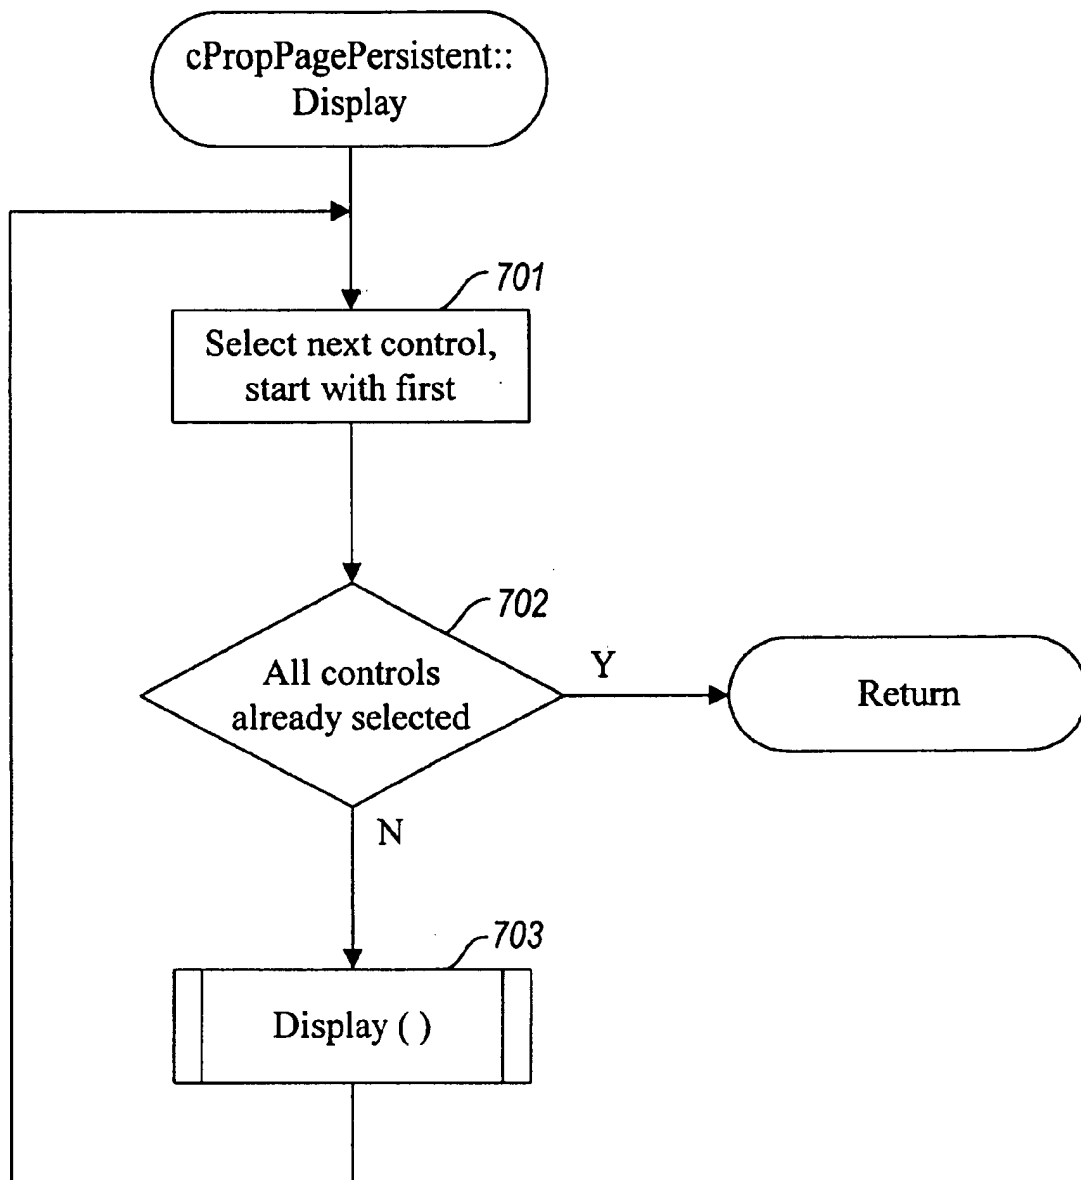 cPropPagePersistent::
Display
701
Select next control,
start with first
702
All controls
already selected
Y
Return
N
703
Display ( )